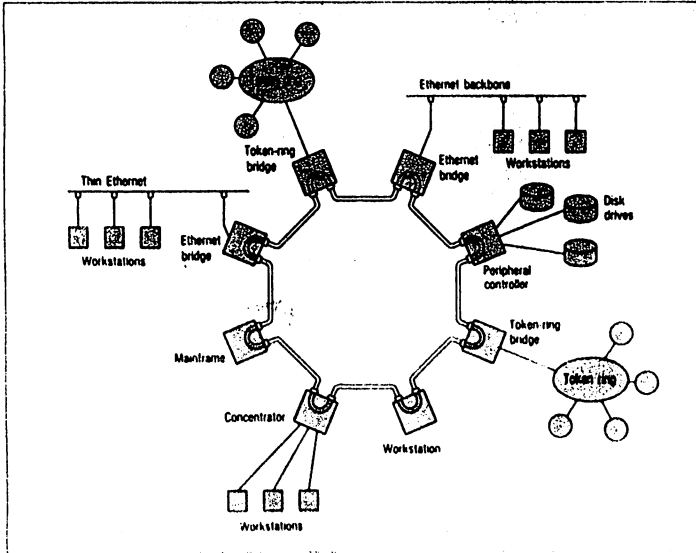 Ethernet backbone
Token-ring
bridge
Ethernet
bridge
Workstations
Thin Ethernet
Disk
drives
Ethernet
bridge
Workstations
Peripheral
controller
Token-ring
bridge
Mainframe
Token ring
Concentrator
Workstation
Workstations